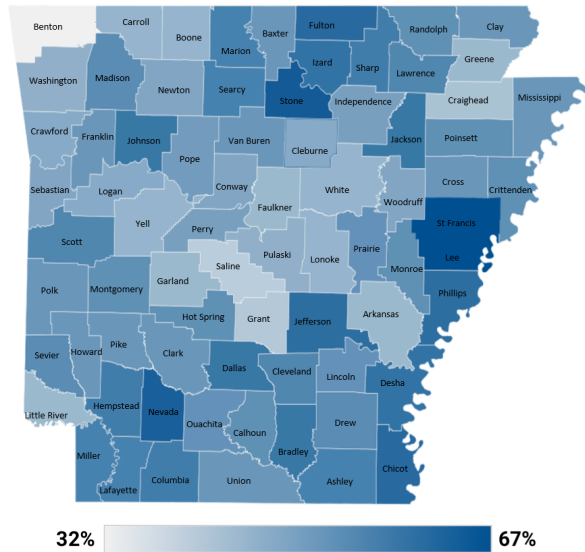 Benton
Carroll
Boone
Marion
Baxter
Fulton
Randolph
Clay
Izard
Sharp
Greene
Lawrence
Washington
Madison
Newton
Searcy
Stone
Independence
Craighead
Mississippi
Crawford
Franklin
Johnson
Pope
Van Buren
Cleburne
Jackson
Poinsett
Sebastian
Logan
Conway
Faulkner
White
Woodruff
Cross
Crittenden
Yell
Perry
St Francis
Scott
Saline
Pulaski
Lonoke
Prairie
Monroe
Lee
Polk
Montgomery
Garland
Grant
Hot Spring
Jefferson
Arkansas
Phillips
Sevier
Howard
Pike
Clark
Dallas
Cleveland
Lincoln
Desha
Little River
Hempstead
Nevada
Ouachita
Calhoun
Bradley
Drew
Miller
Lafayette
Columbia
Union
Ashley
Chicot
32%
67%